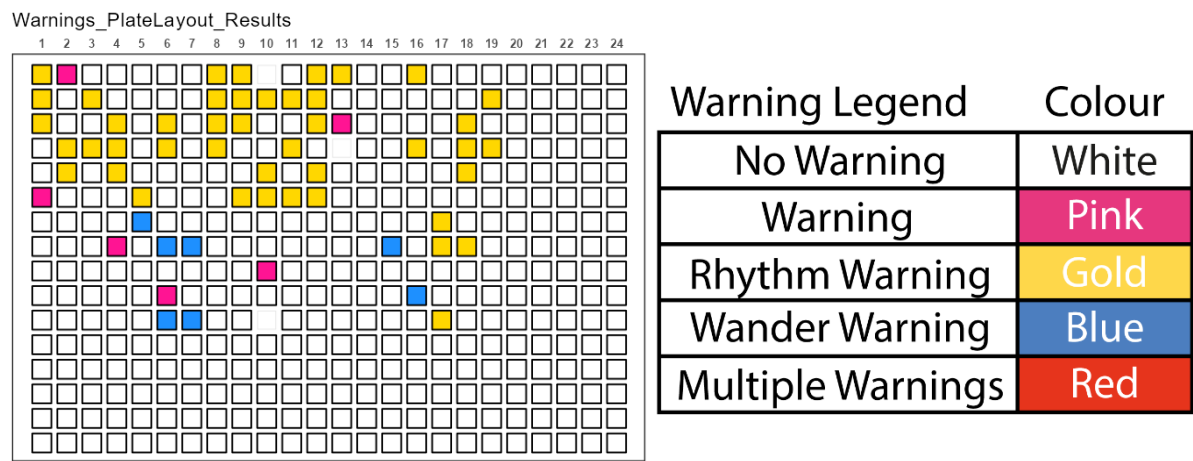 Warnings_PlateLayout_Results
1 2 3 4 5 6 7 8 9 10 11 12 13 14 15 16 17 18 19 20 21 22 23 24
Warning Legend Colour
No Warning White
Warning Pink
Rhythm Warning Gold
Wander Warning Blue
Multiple Warnings Red